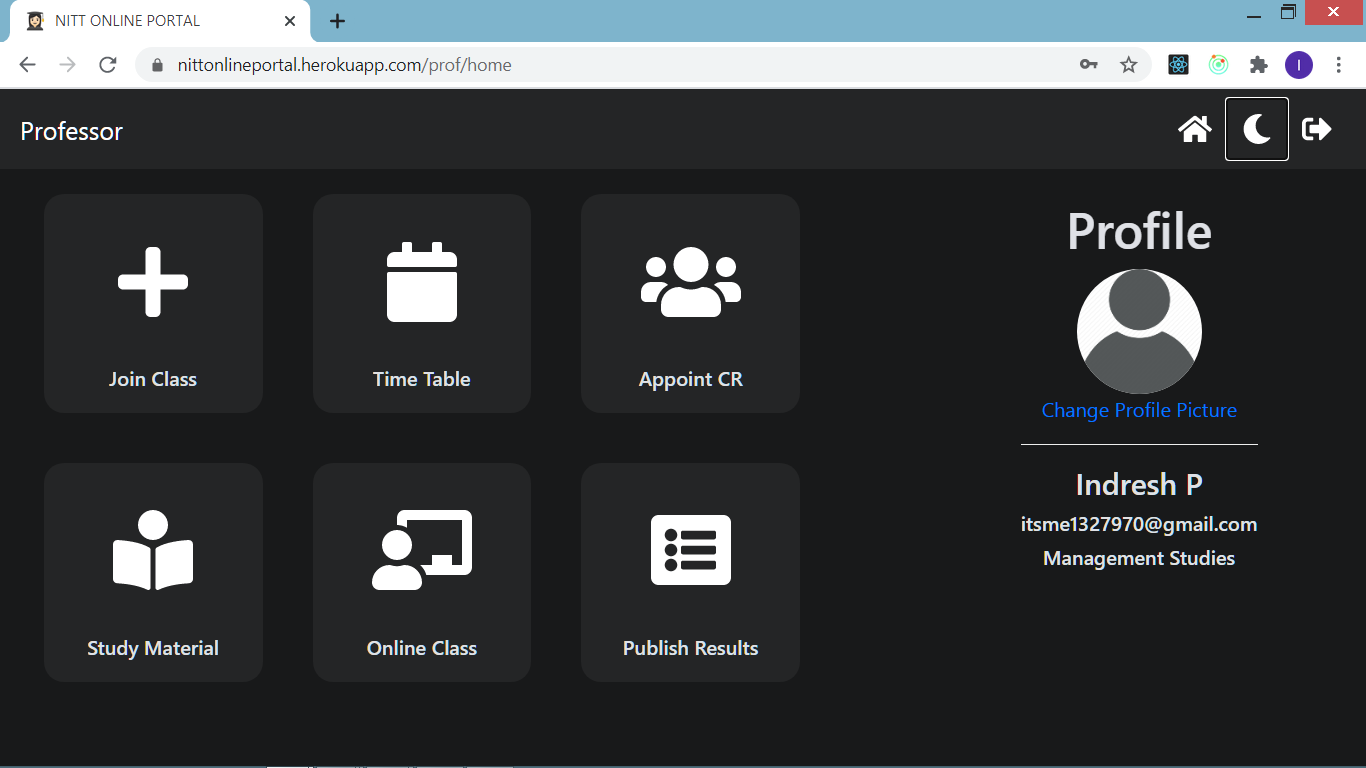 NITT ONLINE PORTAL
nittonlineportal.herokuapp.com/prof/home
I
Professor
Join Class
Time Table
Appoint CR
Study Material
Online Class
Publish Results
Profile
Change Profile Picture
Indresh P
itsme1327970@gmail.com
Management Studies